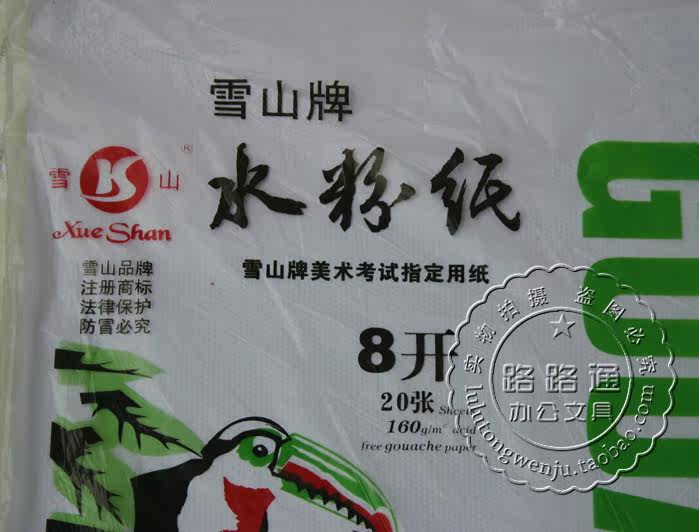 雪山牌
水粉纸
雪 山 ®
Xue Shan
雪山品牌
注册商标
法律保护
防冒必究
雪山牌美术考试指定用纸
8开
20张 Sheets
160g/m² acid
free gouache paper
GOUA
实物拍摄 盗图必究
路路通
办公文具
lulutongwenju.taobao.com